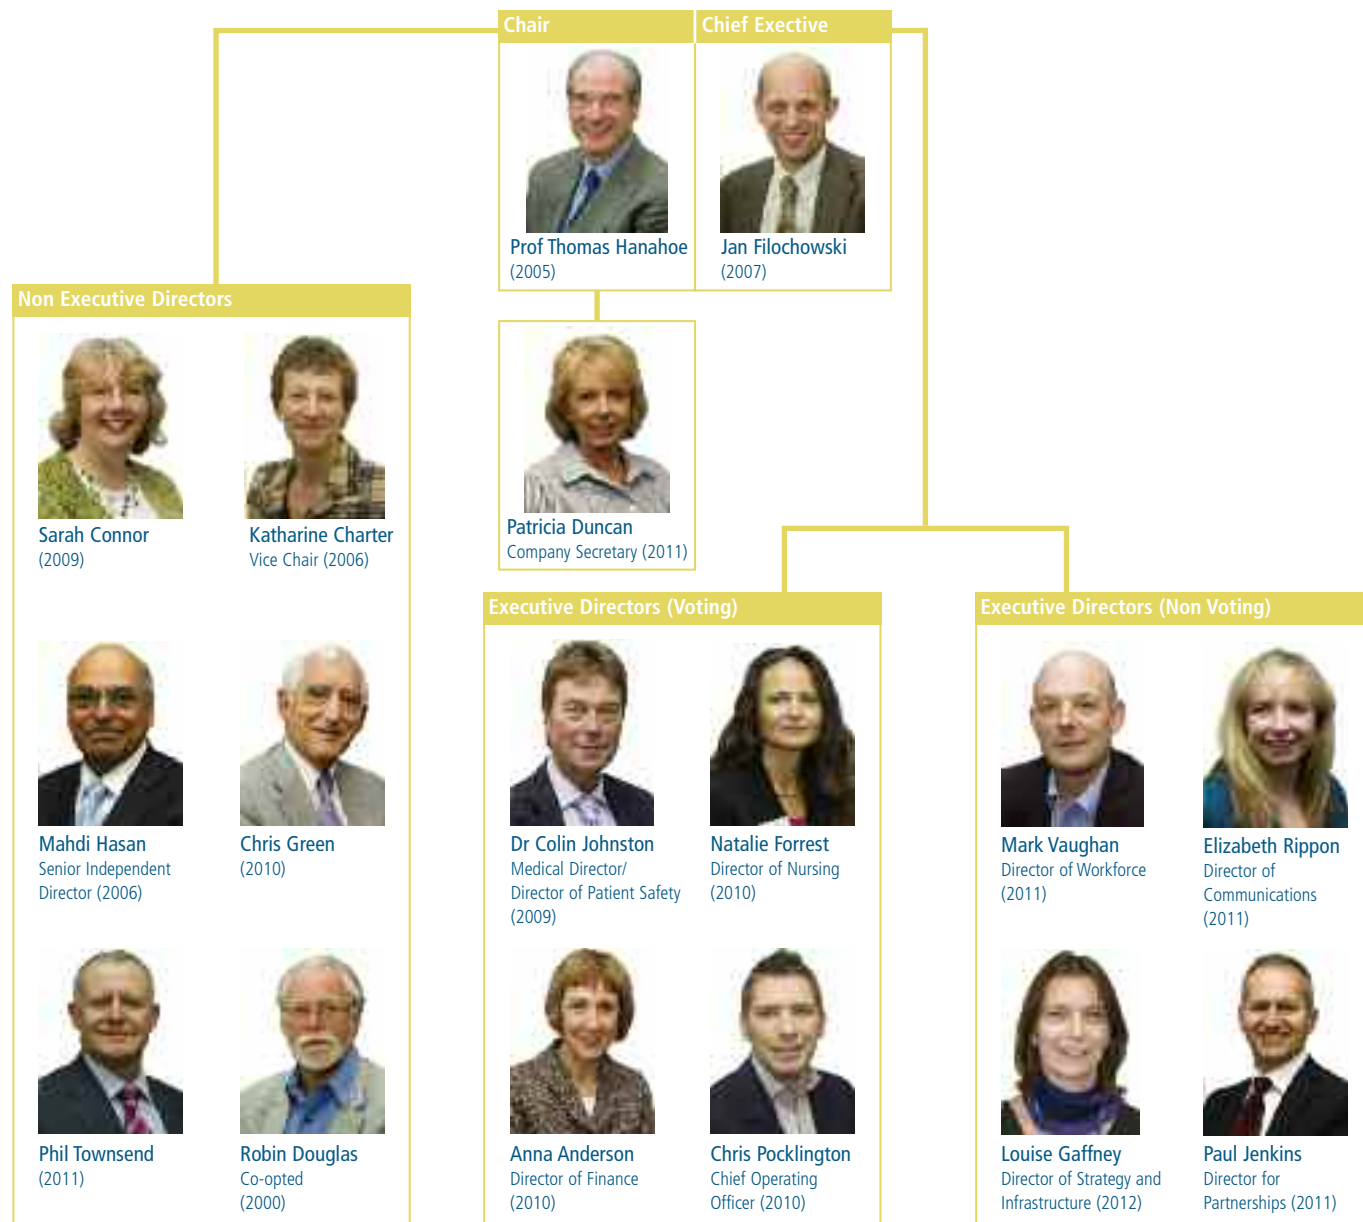 Chair
Chief Exective
Prof Thomas Hanahoe
(2005)
Jan Filochowski
(2007)
Non Executive Directors
Sarah Connor
(2009)
Katharine Charter
Vice Chair (2006)
Patricia Duncan
Company Secretary (2011)
Mahdi Hasan
Senior Independent
Director (2006)
Chris Green
(2010)
Phil Townsend
(2011)
Robin Douglas
Co-opted
(2000)
Executive Directors (Voting)
Dr Colin Johnston
Medical Director/
Director of Patient Safety
(2009)
Natalie Forrest
Director of Nursing
(2010)
Anna Anderson
Director of Finance
(2010)
Chris Pocklington
Chief Operating
Officer (2010)
Executive Directors (Non Voting)
Mark Vaughan
Director of Workforce
(2011)
Elizabeth Rippon
Director of
Communications
(2011)
Louise Gaffney
Director of Strategy and
Infrastructure (2012)
Paul Jenkins
Director for
Partnerships (2011)